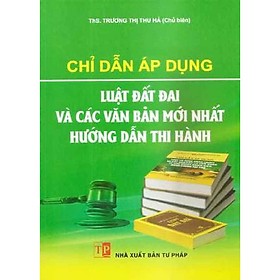 ThS. TRƯƠNG THỊ THU HÀ (Chủ biên)
CHỈ DẪN ÁP DỤNG
LUẬT ĐẤT ĐAI
VÀ CÁC VĂN BẢN MỚI NHẤT
HƯỚNG DẪN THI HÀNH
TP
NHÀ XUẤT BẢN TƯ PHÁP